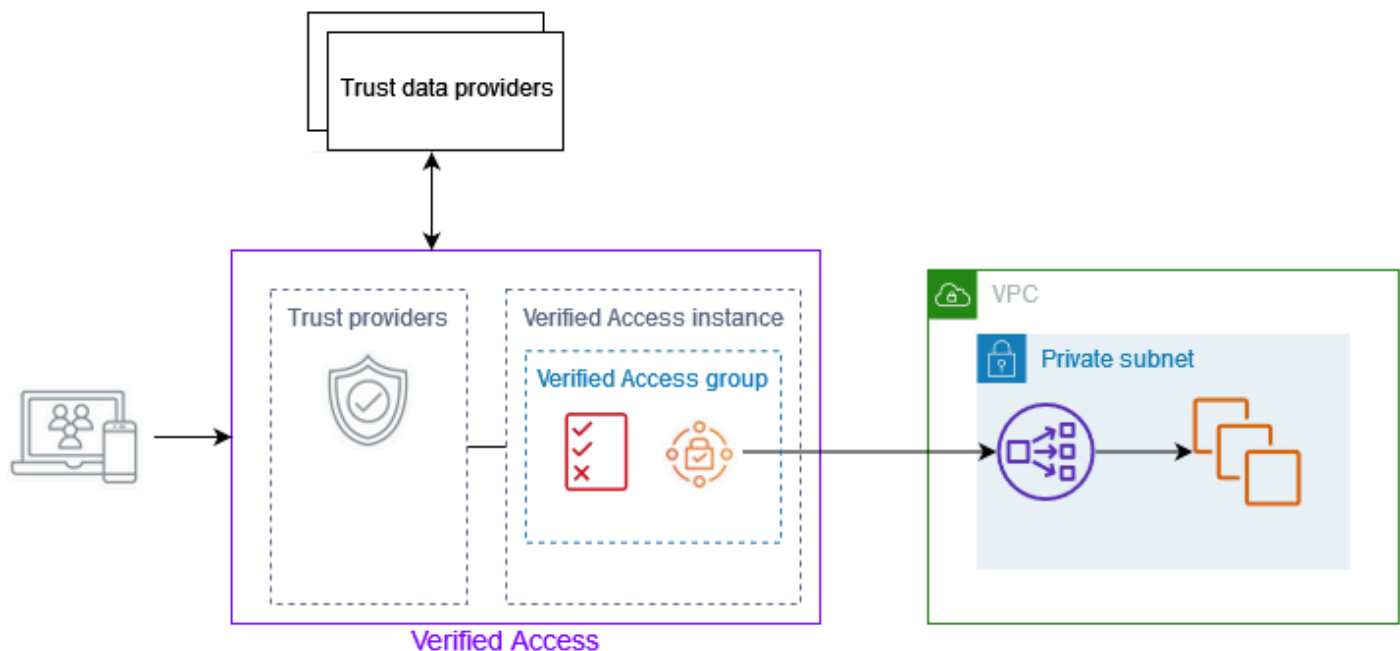 Trust data providers
Trust providers
Verified Access instance
Verified Access group
VPC
Private subnet
Verified Access